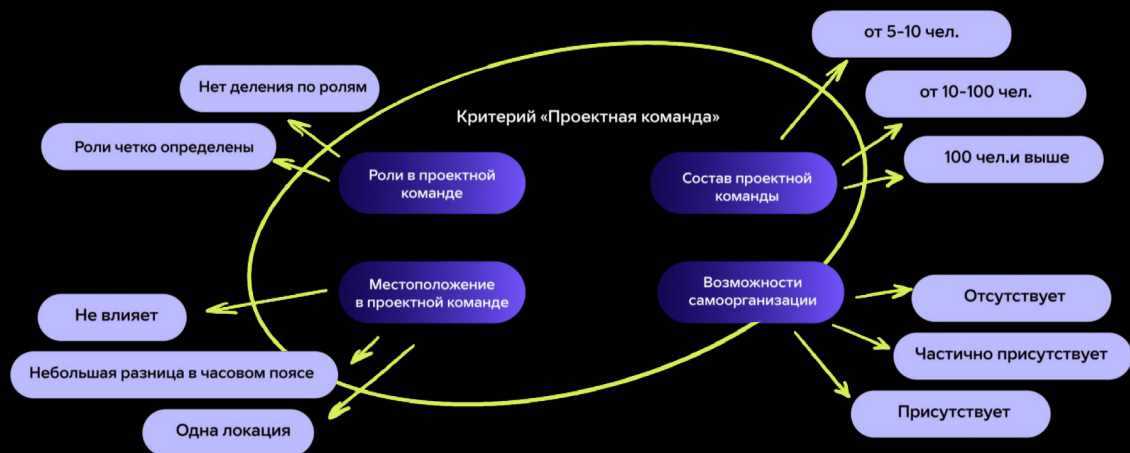 Критерий «Проектная команда»
Нет деления по ролям
Роли четко определены
Роли в проектной
команде
Состав проектной
команды
от 5-10 чел.
от 10-100 чел.
100 чел.и выше
Местоположение
в проектной команде
Не влияет
Небольшая разница в часовом поясе
Одна локация
Возможности
самоорганизации
Отсутствует
Частично присутствует
Присутствует